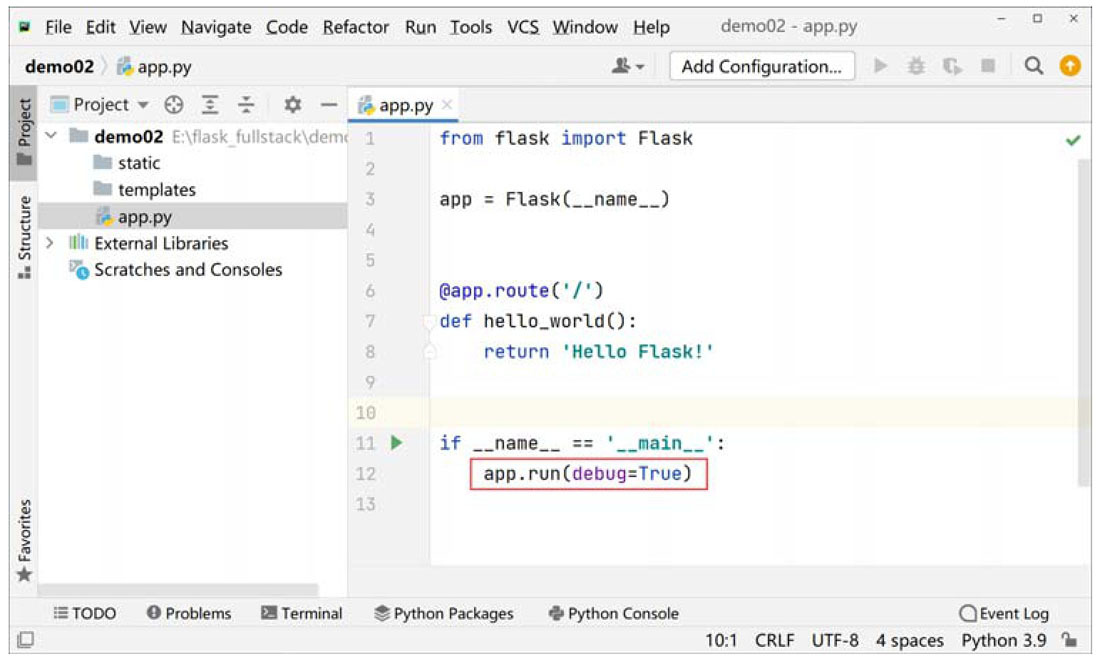 File Edit View Navigate Code Refactor Run Tools VCS Window Help demo02 - app.py
demo02 app.py Add Configuration...
Project
Structure
Favorites
Project
demo02 E:\flask_fullstack\demo
static
templates
app.py
External Libraries
Scratches and Consoles
app.py
1 from flask import Flask
2
3 app = Flask(__name__)
4
5
6 @app.route('/')
7 def hello_world():
8 return 'Hello Flask!'
9
10
11 if __name__ == '__main__':
12 app.run(debug=True)
13
TODO Problems Terminal Python Packages Python Console Event Log
10:1 CRLF UTF-8 4 spaces Python 3.9